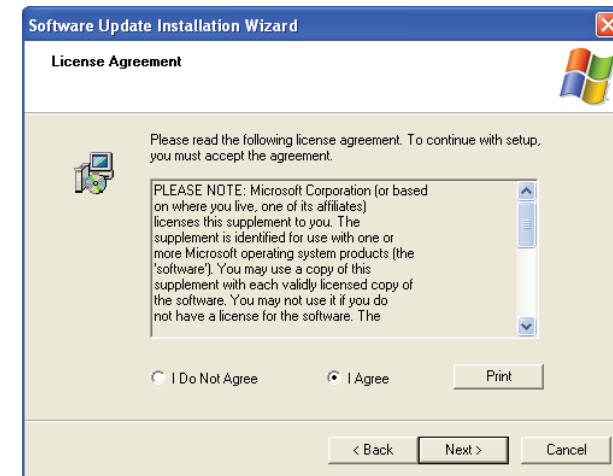 Software Update Installation Wizard
License Agreement
Please read the following license agreement. To continue with setup,
you must accept the agreement.
PLEASE NOTE: Microsoft Corporation (or based
on where you live, one of its affiliates)
licenses this supplement to you. The
supplement is identified for use with one or
more Microsoft operating system products (the
'software'). You may use a copy of this
supplement with each validly licensed copy of
the software. You may not use it if you do
not have a license for the software. The
I Do Not Agree I Agree Print
< Back Next > Cancel